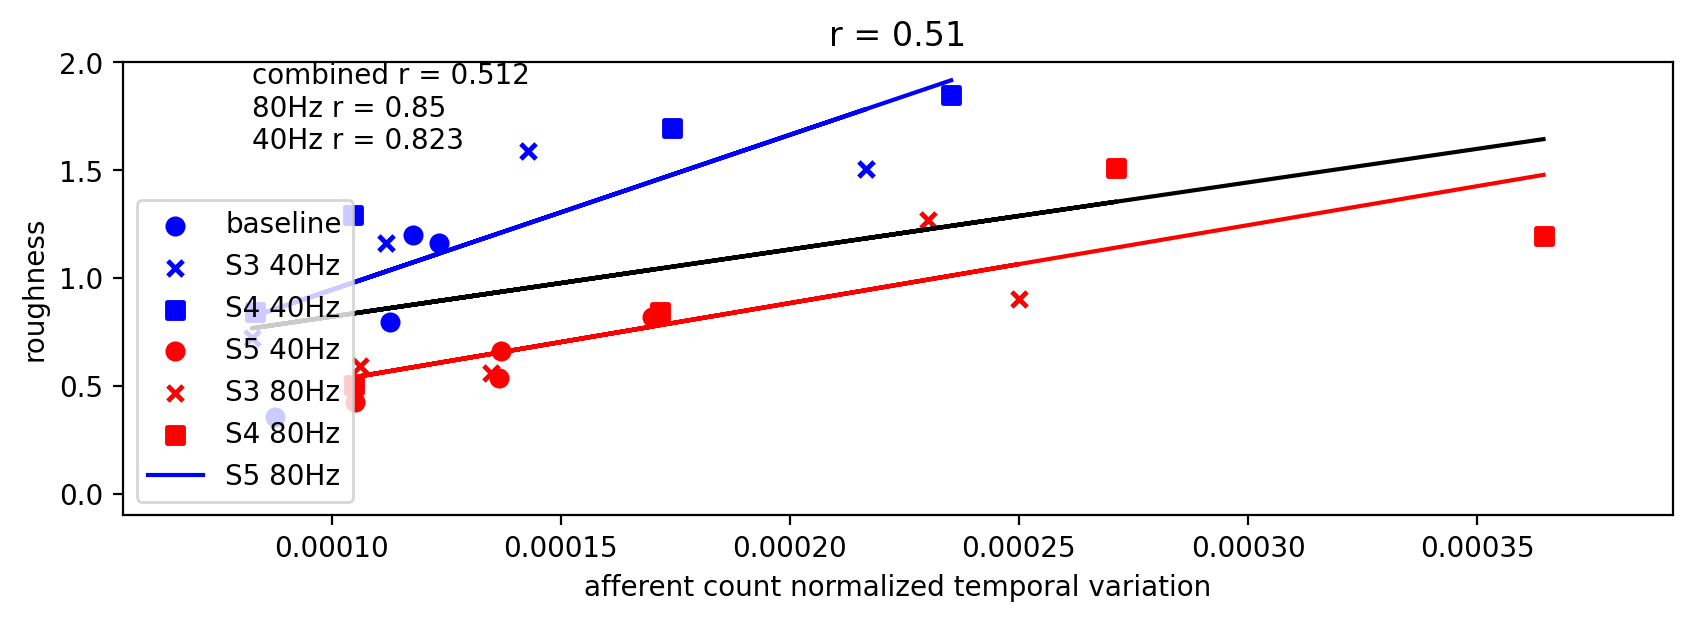 r = 0.51
combined r = 0.512
80Hz r = 0.85
40Hz r = 0.823
2.0
1.5
1.0
0.5
0.0
roughness
baseline
S3 40Hz
S4 40Hz
S5 40Hz
S3 80Hz
S4 80Hz
S5 80Hz
0.00010 0.00015 0.00020 0.00025 0.00030 0.00035
afferent count normalized temporal variation